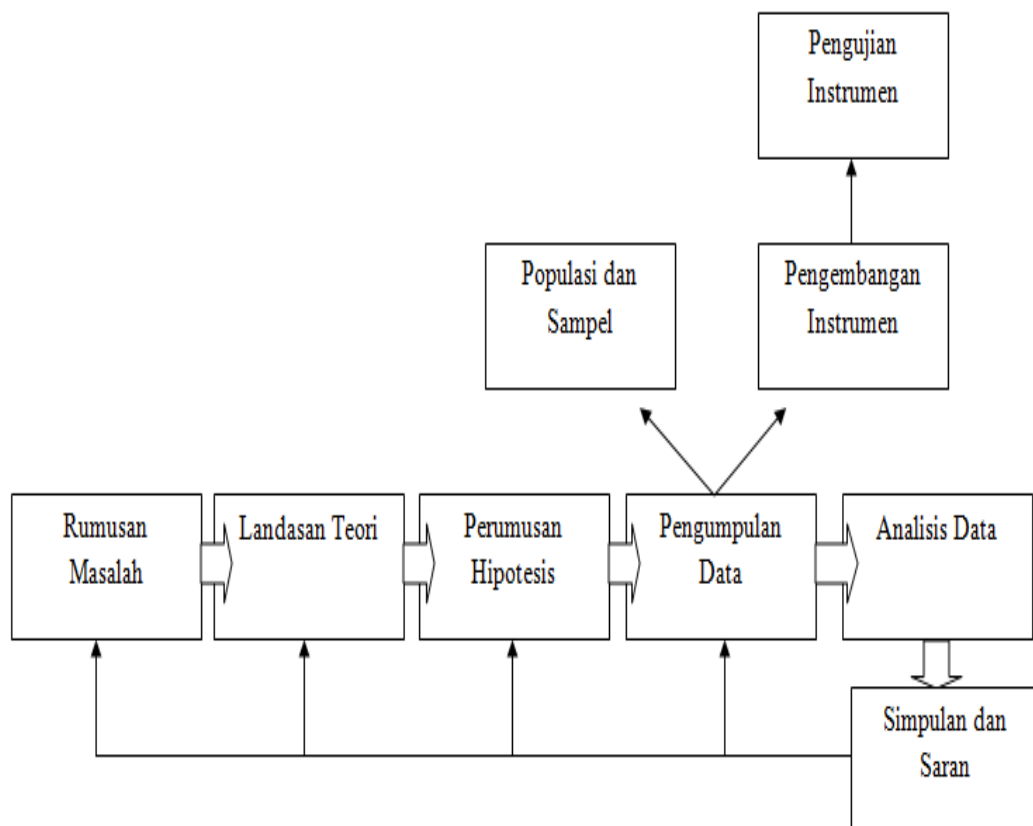 Pengujian
Instrumen
Populasi dan
Sampel
Pengembangan
Instrumen
Rumusan
Masalah
Landasan Teori
Perumusan
Hipotesis
Pengumpulan
Data
Analisis Data
Simpulan dan
Saran